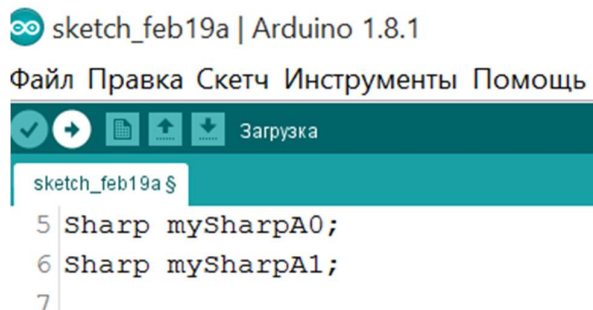 sketch_feb19a | Arduino 1.8.1
Файл Правка Скетч Инструменты Помощь
Загрузка
sketch_feb19a §
5 Sharp mySharpA0;
6 Sharp mySharpA1;
7